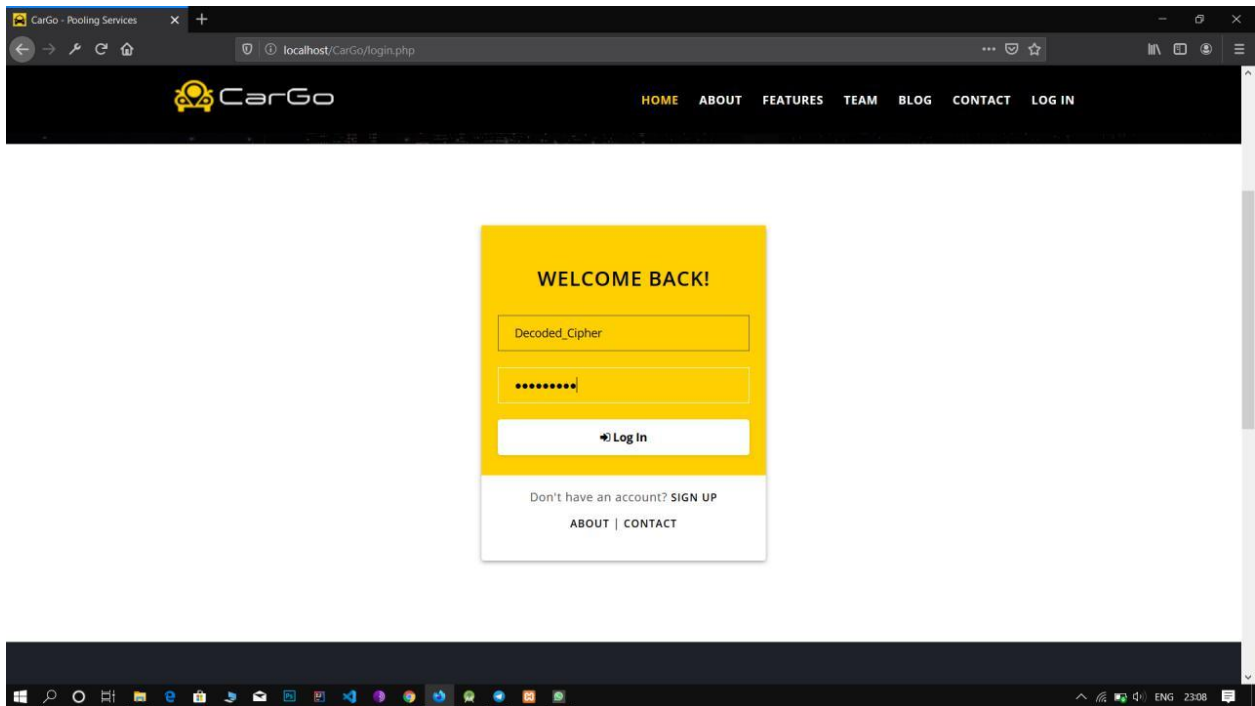 CarGo - Pooling Services
localhost/CarGo/login.php
CarGo
HOME ABOUT FEATURES TEAM BLOG CONTACT LOG IN
WELCOME BACK!
Decoded_Cipher
•••••••••
Log In
Don't have an account? SIGN UP
ABOUT | CONTACT
ENG 23:08